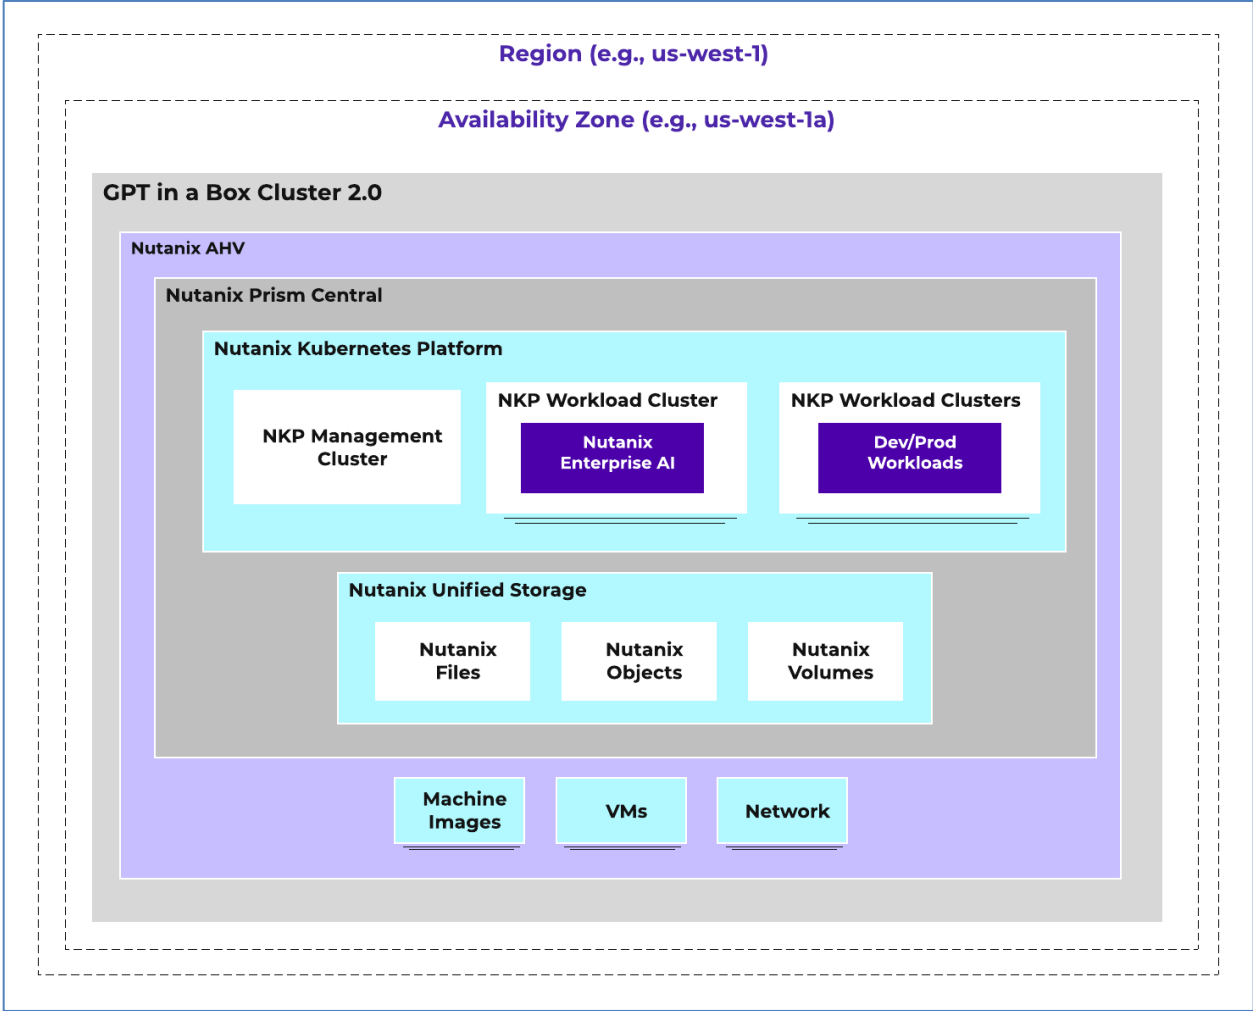 Region (e.g., us-west-1)
Availability Zone (e.g., us-west-1a)
GPT in a Box Cluster 2.0
Nutanix AHV
Nutanix Prism Central
Nutanix Kubernetes Platform
NKP Management
Cluster
NKP Workload Cluster
Nutanix
Enterprise AI
NKP Workload Clusters
Dev/Prod
Workloads
Nutanix Unified Storage
Nutanix
Files
Nutanix
Objects
Nutanix
Volumes
Machine
Images
VMs
Network